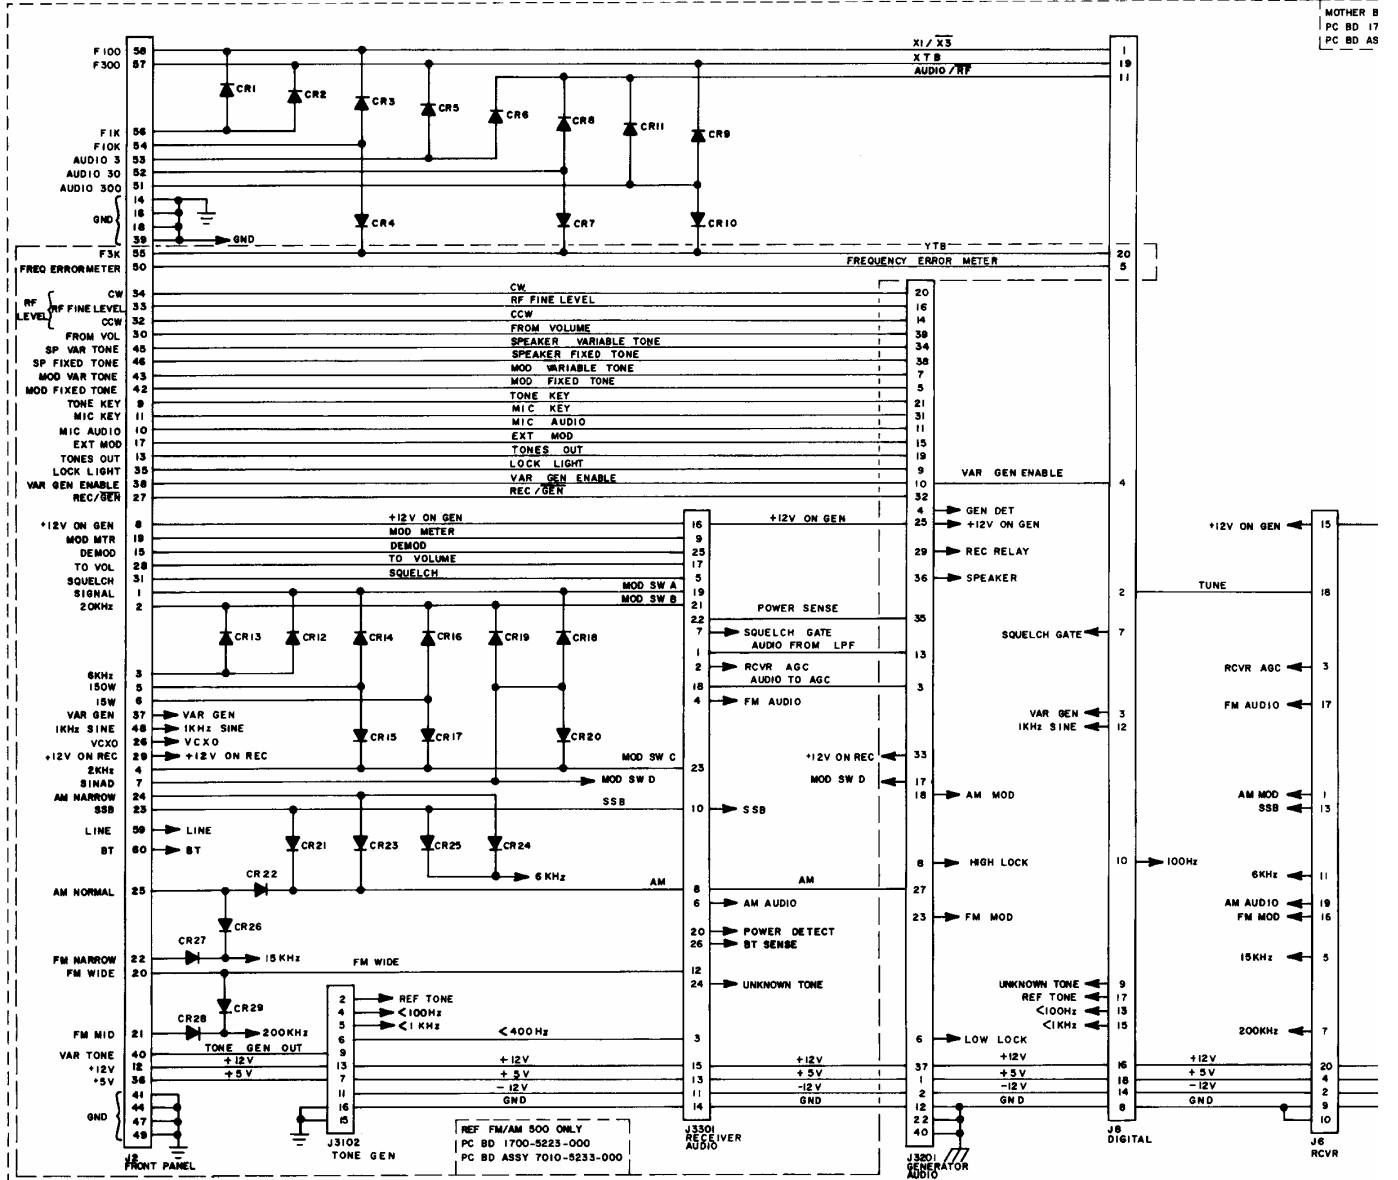 MOTHER B
PC BD 17
PC BD AS
F100 58 X1/X3 1
F300 57 XTB 19
AUDIO/RF 11
CR1 CR2 CR3 CR5 CR6 CR8 CR11 CR9
F1K 56
F10K 54
AUDIO 3 53
AUDIO 30 52
AUDIO 300 51
14
GND 16
18
39 GND
CR4 CR7 CR10
F3K 55 YTB 20
FREQ ERRORMETER 50 FREQUENCY ERROR METER 5
RF LEVEL
CW 34 CW 20
RF FINE LEVEL 33 RF FINE LEVEL 16
CCW 32 CCW 14
FROM VOL 30 FROM VOLUME 39
SP VAR TONE 45 SPEAKER VARIABLE TONE 34
SP FIXED TONE 46 SPEAKER FIXED TONE 38
MOD VAR TONE 43 MOD VARIABLE TONE 7
MOD FIXED TONE 42 MOD FIXED TONE 5
TONE KEY 9 TONE KEY 21
MIC KEY 11 MIC KEY 31
MIC AUDIO 10 MIC AUDIO 11
EXT MOD 17 EXT MOD 15
TONES OUT 13 TONES OUT 19
LOCK LIGHT 35 LOCK LIGHT 9
VAR GEN ENABLE 38 VAR GEN ENABLE 10 VAR GEN ENABLE 4
REC/GEN 27 REC/GEN 32
4 GEN DET
+12V ON GEN 8 +12V ON GEN 16 +12V ON GEN 25 +12V ON GEN +12V ON GEN 15
MOD MTR 19 MOD METER 9
DEMOD 15 DEMOD 25 29 REC RELAY
TO VOL 28 TO VOLUME 17
SQUELCH 31 SQUELCH 5 36 SPEAKER
SIGNAL 1 MOD SW A 19 2 TUNE 18
20KHz 2 MOD SW B 21
22 POWER SENSE 35
CR13 CR12 CR14 CR16 CR19 CR18
7 SQUELCH GATE SQUELCH GATE 7
1 AUDIO FROM LPF 13
2 RCVR AGC RCVR AGC 3
6KHz 3
150W 5 18 AUDIO TO AGC 3
15W 6 4 FM AUDIO FM AUDIO 17
VAR GEN 37 VAR GEN VAR GEN 3
1KHz SINE 48 1KHz SINE 1KHz SINE 12
VCXO 26 VCXO
CR15 CR17 CR20
+12V ON REC 29 +12V ON REC +12V ON REC 33
2KHz 4 MOD SW C 23
SINAD 7 MOD SW D MOD SW D 17
AM NARROW 24 18 AM MOD AM MOD 1
SSB 23 SSB 10 SSB SSB 13
LINE 59 LINE
CR21 CR23 CR25 CR24
BT 60 BT
8 HIGH LOCK 10 100Hz
CR22 6KHz 6KHz 11
AM NORMAL 25 AM 8 AM 27
6 AM AUDIO AM AUDIO 19
23 FM MOD FM MOD 16
CR26
20 POWER DETECT
CR27 26 BT SENSE
FM NARROW 22 15KHz 15KHz 5
FM WIDE 20 FM WIDE 12
24 UNKNOWN TONE UNKNOWN TONE 9
2 REF TONE REF TONE 17
CR29 4 <100Hz <100Hz 13
CR28 5 <1KHz <1KHz 15
FM MID 21 200KHz 200KHz 7
6 <400Hz 3 6 LOW LOCK
VAR TONE 40 TONE GEN OUT 9
+12V 12 +12V 13 +12V 15 +12V 37 +12V 16 +12V 20
+5V 36 +5V 7 +5V 13 +5V 1 +5V 18 +5V 4
41 11 -12V 11 -12V 2 -12V 14 -12V 2
44 16 GND 14 GND 12 GND 8 GND 9
GND 47 15 22 10
49 40
J2
FRONT PANEL
J3102
TONE GEN
REF FM/AM 500 ONLY
PC BD 1700-5223-000
PC BD ASSY 7010-5233-000
J3301
RECEIVER
AUDIO
J3201
GENERATOR
AUDIO
J8
DIGITAL
J6
RCVR